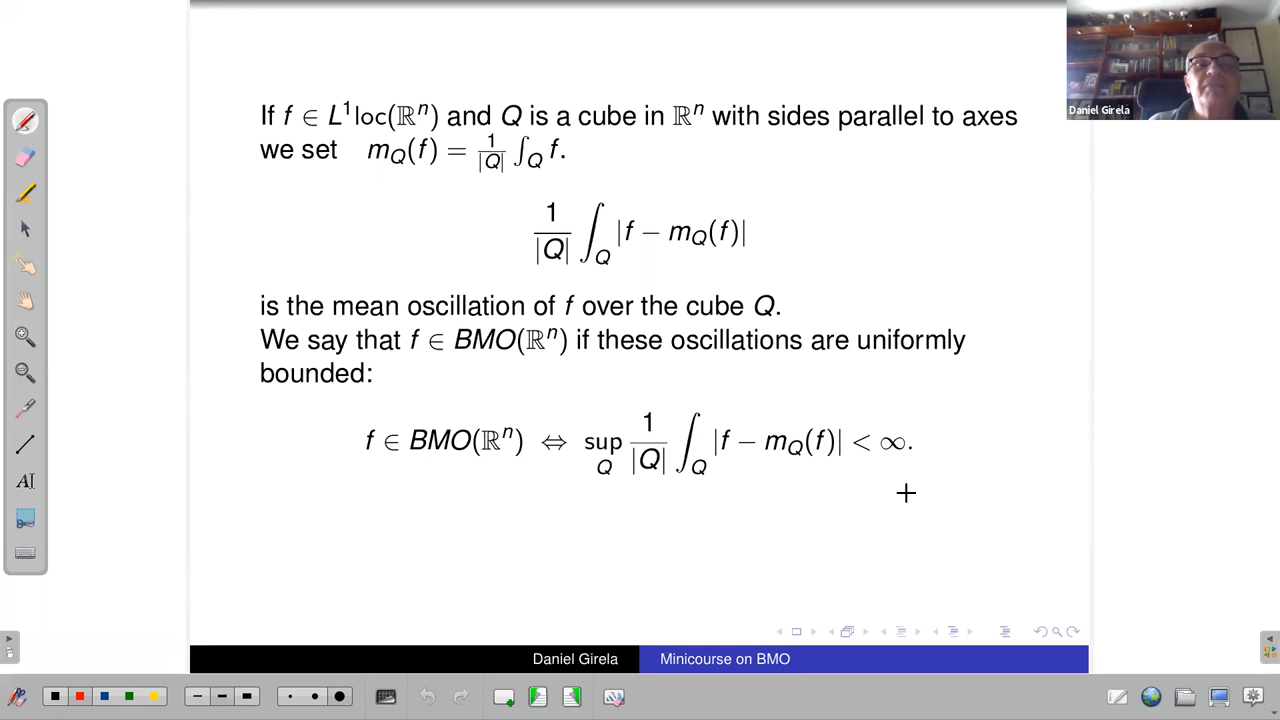 Daniel Girela
If f ∈ L¹loc(ℝⁿ) and Q is a cube in ℝⁿ with sides parallel to axes
we set m_Q(f) = 1/|Q| ∫_Q f.
1/|Q| ∫_Q |f − m_Q(f)|
is the mean oscillation of f over the cube Q.
We say that f ∈ BMO(ℝⁿ) if these oscillations are uniformly
bounded:
f ∈ BMO(ℝⁿ) ⇔ sup_Q 1/|Q| ∫_Q |f − m_Q(f)| < ∞.
Daniel Girela Minicourse on BMO